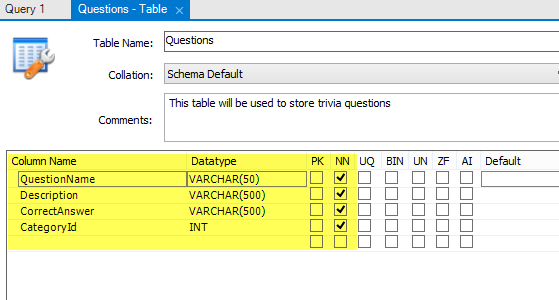 Query 1
Questions - Table
Table Name: Questions
Collation: Schema Default
Comments: This table will be used to store trivia questions
Column Name Datatype PK NN UQ BIN UN ZF AI Default
QuestionName VARCHAR(50)
Description VARCHAR(500)
CorrectAnswer VARCHAR(500)
CategoryId INT